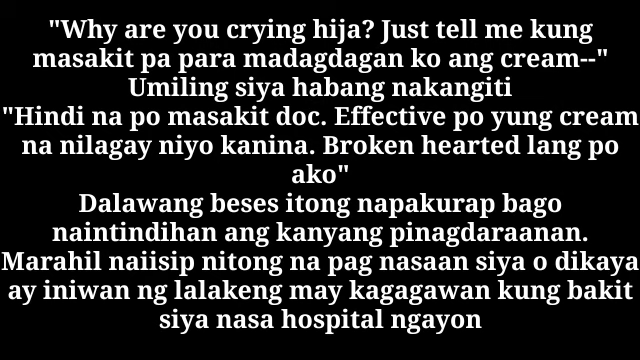 "Why are you crying hija? Just tell me kung
masakit pa para madagdagan ko ang cream--"
Umiling siya habang nakangiti
"Hindi na po masakit doc. Effective po yung cream
na nilagay niyo kanina. Broken hearted lang po
ako"
Dalawang beses itong napakurap bago
naintindihan ang kanyang pinagdaraanan.
Marahil naiisip nitong na pag nasaan siya o dikaya
ay iniwan ng lalakeng may kagagawan kung bakit
siya nasa hospital ngayon